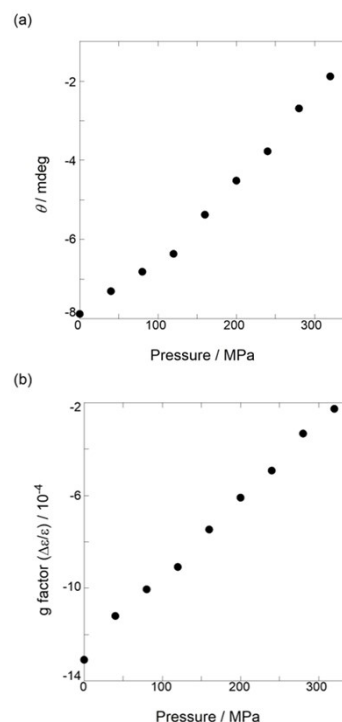 (a)
-2
-4
-6
-8
θ / mdeg
0 100 200 300
Pressure / MPa
(b)
-2
-6
-10
-14
g factor (Δε/ε) / 10⁻⁴
0 100 200 300
Pressure / MPa